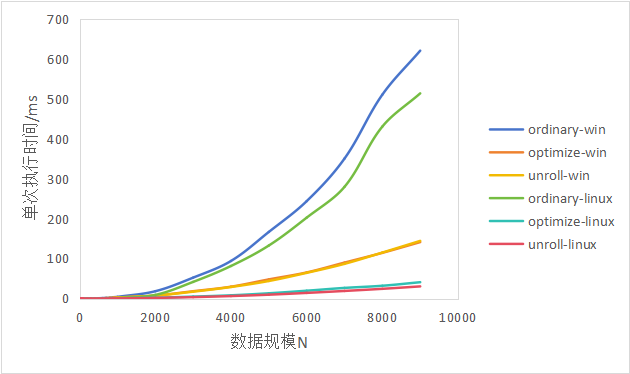 700
600
500
400
300
200
100
0
单次执行时间/ms
0 2000 4000 6000 8000 10000
数据规模N
ordinary-win
optimize-win
unroll-win
ordinary-linux
optimize-linux
unroll-linux